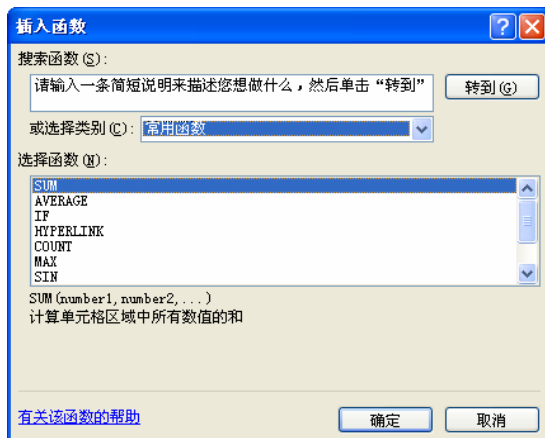 插入函数
搜索函数(S):
请输入一条简短说明来描述您想做什么，然后单击“转到”
转到(G)
或选择类别(C): 常用函数
选择函数(N):
SUM
AVERAGE
IF
HYPERLINK
COUNT
MAX
SIN
SUM(number1,number2,...)
计算单元格区域中所有数值的和
有关该函数的帮助
确定
取消